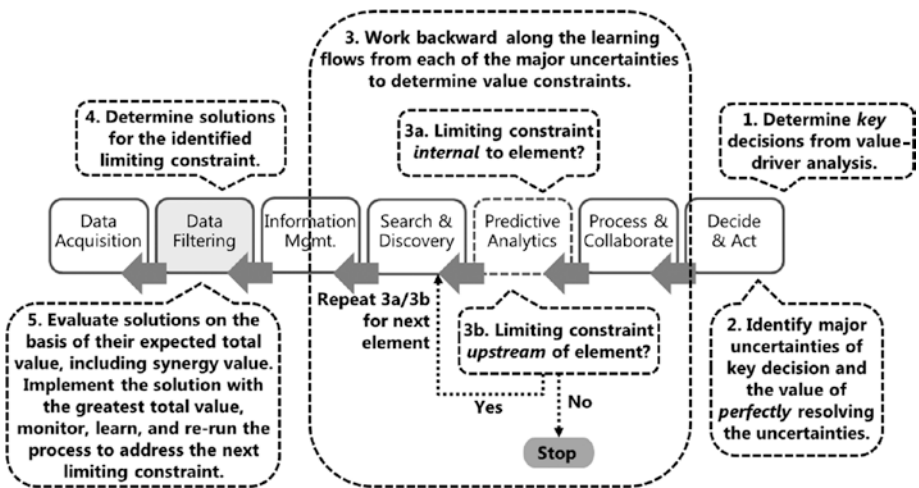 3. Work backward along the learning
flows from each of the major uncertainties
to determine value constraints.
4. Determine solutions
for the identified
limiting constraint.
3a. Limiting constraint
internal to element?
1. Determine key
decisions from value-
driver analysis.
Data
Acquisition
Data
Filtering
Information
Mgmt.
Search &
Discovery
Predictive
Analytics
Process &
Collaborate
Decide
& Act
5. Evaluate solutions on the
basis of their expected total
value, including synergy value.
Implement the solution with
the greatest total value,
monitor, learn, and re-run the
process to address the next
limiting constraint.
Repeat 3a/3b
for next
element
3b. Limiting constraint
upstream of element?
Yes
No
Stop
2. Identify major
uncertainties of
key decision and
the value of
perfectly resolving
the uncertainties.